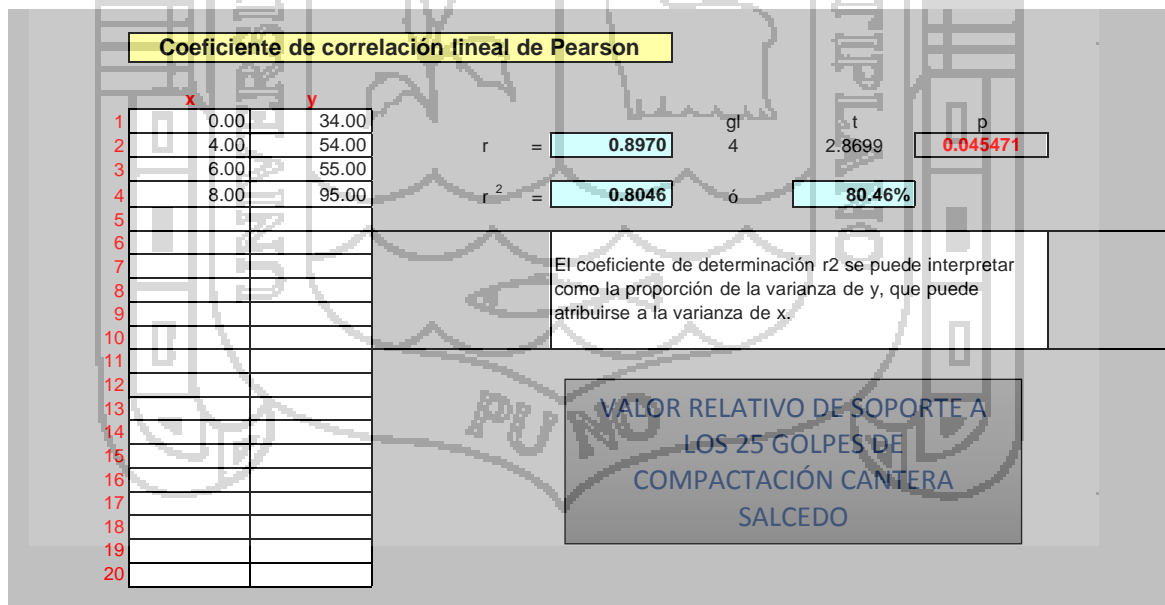 Coeficiente de correlación lineal de Pearson
x y
1 0.00 34.00 gl t p
2 4.00 54.00 r = 0.8970 4 2.8699 0.045471
3 6.00 55.00
4 8.00 95.00 r 2 = 0.8046 ó 80.46%
5
6
7
8
9
10
11
12
13
14
15
16
17
18
19
20
El coeficiente de determinación r2 se puede interpretar
como la proporción de la varianza de y, que puede
atribuirse a la varianza de x.
VALOR RELATIVO DE SOPORTE A
LOS 25 GOLPES DE
COMPACTACIÓN CANTERA
SALCEDO
PUNO